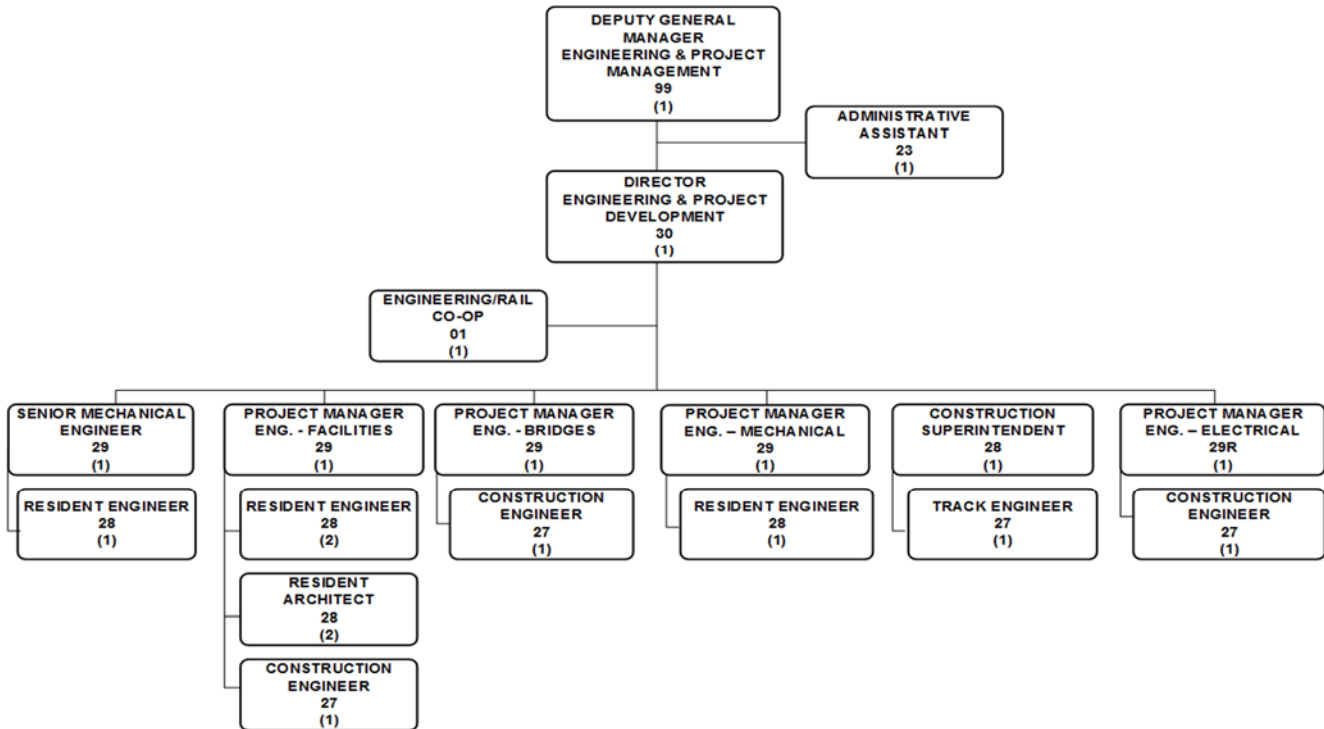 DEPUTY GENERAL
MANAGER
ENGINEERING & PROJECT
MANAGEMENT
99
(1)
ADMINISTRATIVE
ASSISTANT
23
(1)
DIRECTOR
ENGINEERING & PROJECT
DEVELOPMENT
30
(1)
ENGINEERING/RAIL
CO-OP
01
(1)
SENIOR MECHANICAL
ENGINEER
29
(1)
PROJECT MANAGER
ENG. - FACILITIES
29
(1)
PROJECT MANAGER
ENG. - BRIDGES
29
(1)
PROJECT MANAGER
ENG. – MECHANICAL
29
(1)
CONSTRUCTION
SUPERINTENDENT
28
(1)
PROJECT MANAGER
ENG. – ELECTRICAL
29R
(1)
RESIDENT ENGINEER
28
(1)
RESIDENT ENGINEER
28
(2)
CONSTRUCTION
ENGINEER
27
(1)
RESIDENT ENGINEER
28
(1)
TRACK ENGINEER
27
(1)
CONSTRUCTION
ENGINEER
27
(1)
RESIDENT
ARCHITECT
28
(2)
CONSTRUCTION
ENGINEER
27
(1)